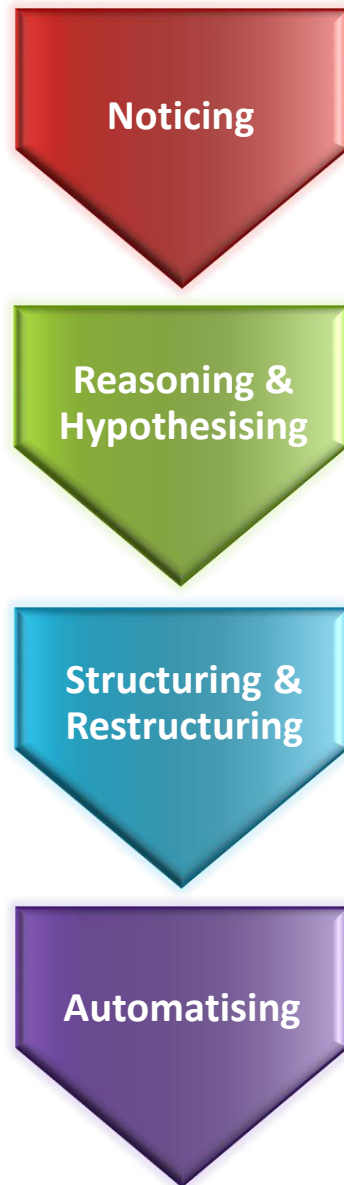 Noticing
Reasoning &
Hypothesising
Structuring &
Restructuring
Automatising